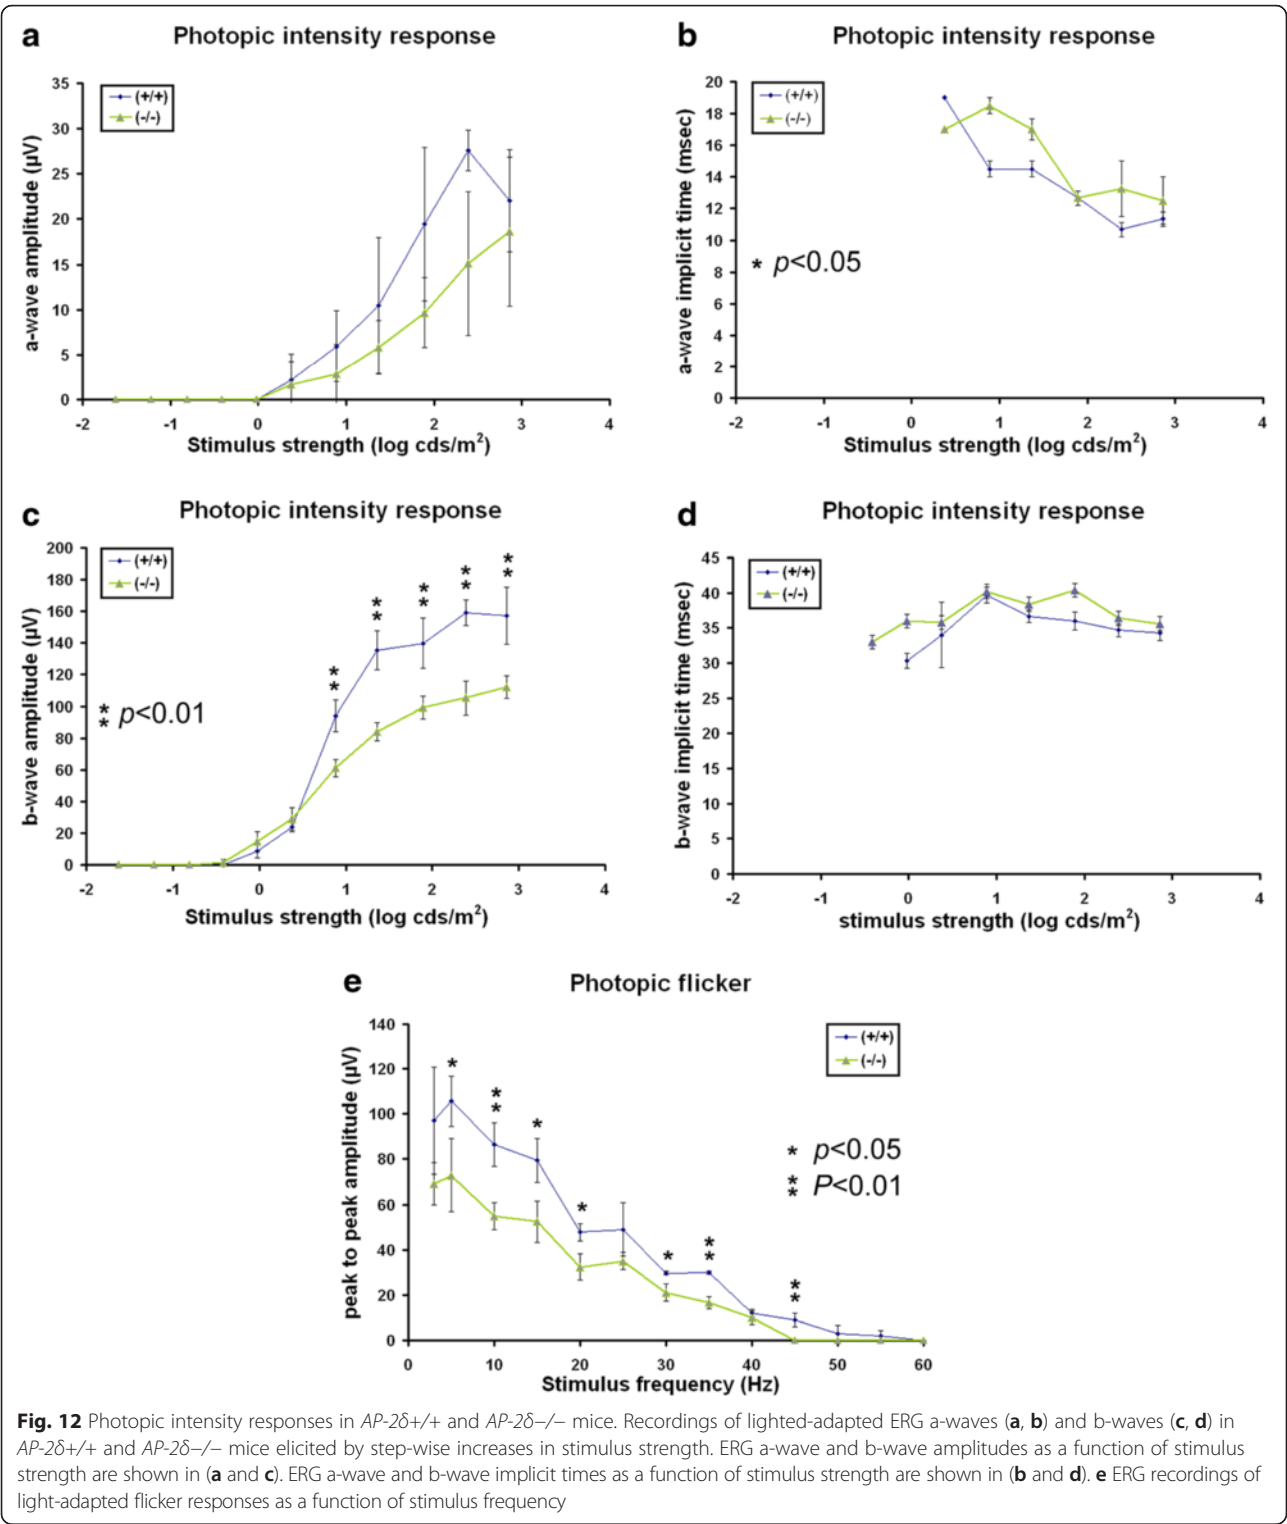 a
Photopic intensity response
(+/+)
(-/-)
35
30
25
20
15
10
5
0
a-wave amplitude (µV)
-2 -1 0 1 2 3 4
Stimulus strength (log cds/m²)
b
Photopic intensity response
(+/+)
(-/-)
20
18
16
14
12
10
8
6
4
2
0
a-wave implicit time (msec)
* p<0.05
-2 -1 0 1 2 3 4
Stimulus strength (log cds/m²)
c
Photopic intensity response
(+/+)
(-/-)
200
180
160
140
120
100
80
60
40
20
0
b-wave amplitude (µV)
** p<0.01
** ** ** ** **
-2 -1 0 1 2 3 4
Stimulus strength (log cds/m²)
d
Photopic intensity response
(+/+)
(-/-)
45
40
35
30
25
20
15
10
5
0
b-wave implicit time (msec)
-2 -1 0 1 2 3 4
stimulus strength (log cds/m²)
e
Photopic flicker
(+/+)
(-/-)
140
120
100
80
60
40
20
0
peak to peak amplitude (µV)
* ** * * * ** **
* p<0.05
** P<0.01
0 10 20 30 40 50 60
Stimulus frequency (Hz)
Fig. 12 Photopic intensity responses in AP-2δ+/+ and AP-2δ−/− mice. Recordings of lighted-adapted ERG a-waves (a, b) and b-waves (c, d) in
AP-2δ+/+ and AP-2δ−/− mice elicited by step-wise increases in stimulus strength. ERG a-wave and b-wave amplitudes as a function of stimulus
strength are shown in (a and c). ERG a-wave and b-wave implicit times as a function of stimulus strength are shown in (b and d). e ERG recordings of
light-adapted flicker responses as a function of stimulus frequency